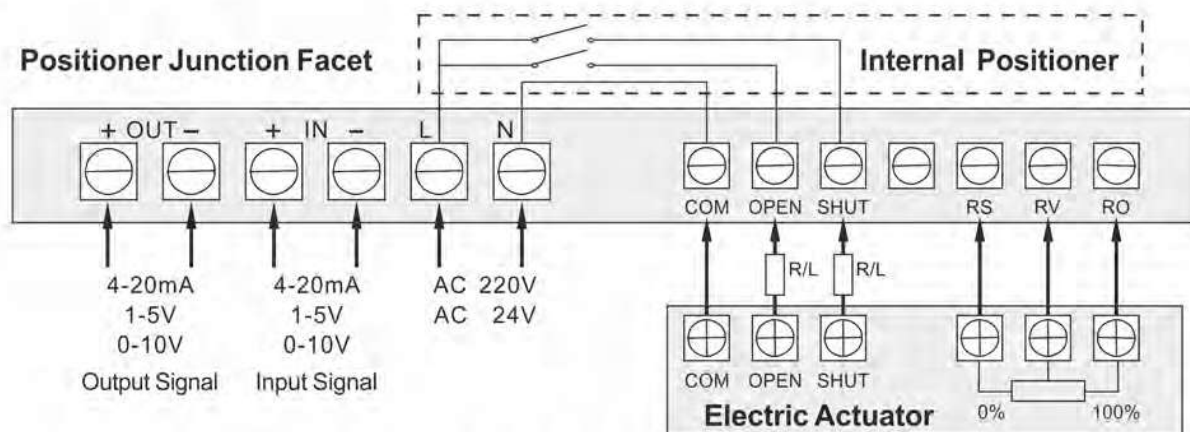 Positioner Junction Facet
Internal Positioner
+ OUT − + IN − L N
COM OPEN SHUT RS RV RO
4-20mA 4-20mA AC 220V
1-5V 1-5V AC 24V
0-10V 0-10V
Output Signal Input Signal
R/L R/L
COM OPEN SHUT
Electric Actuator 0% 100%